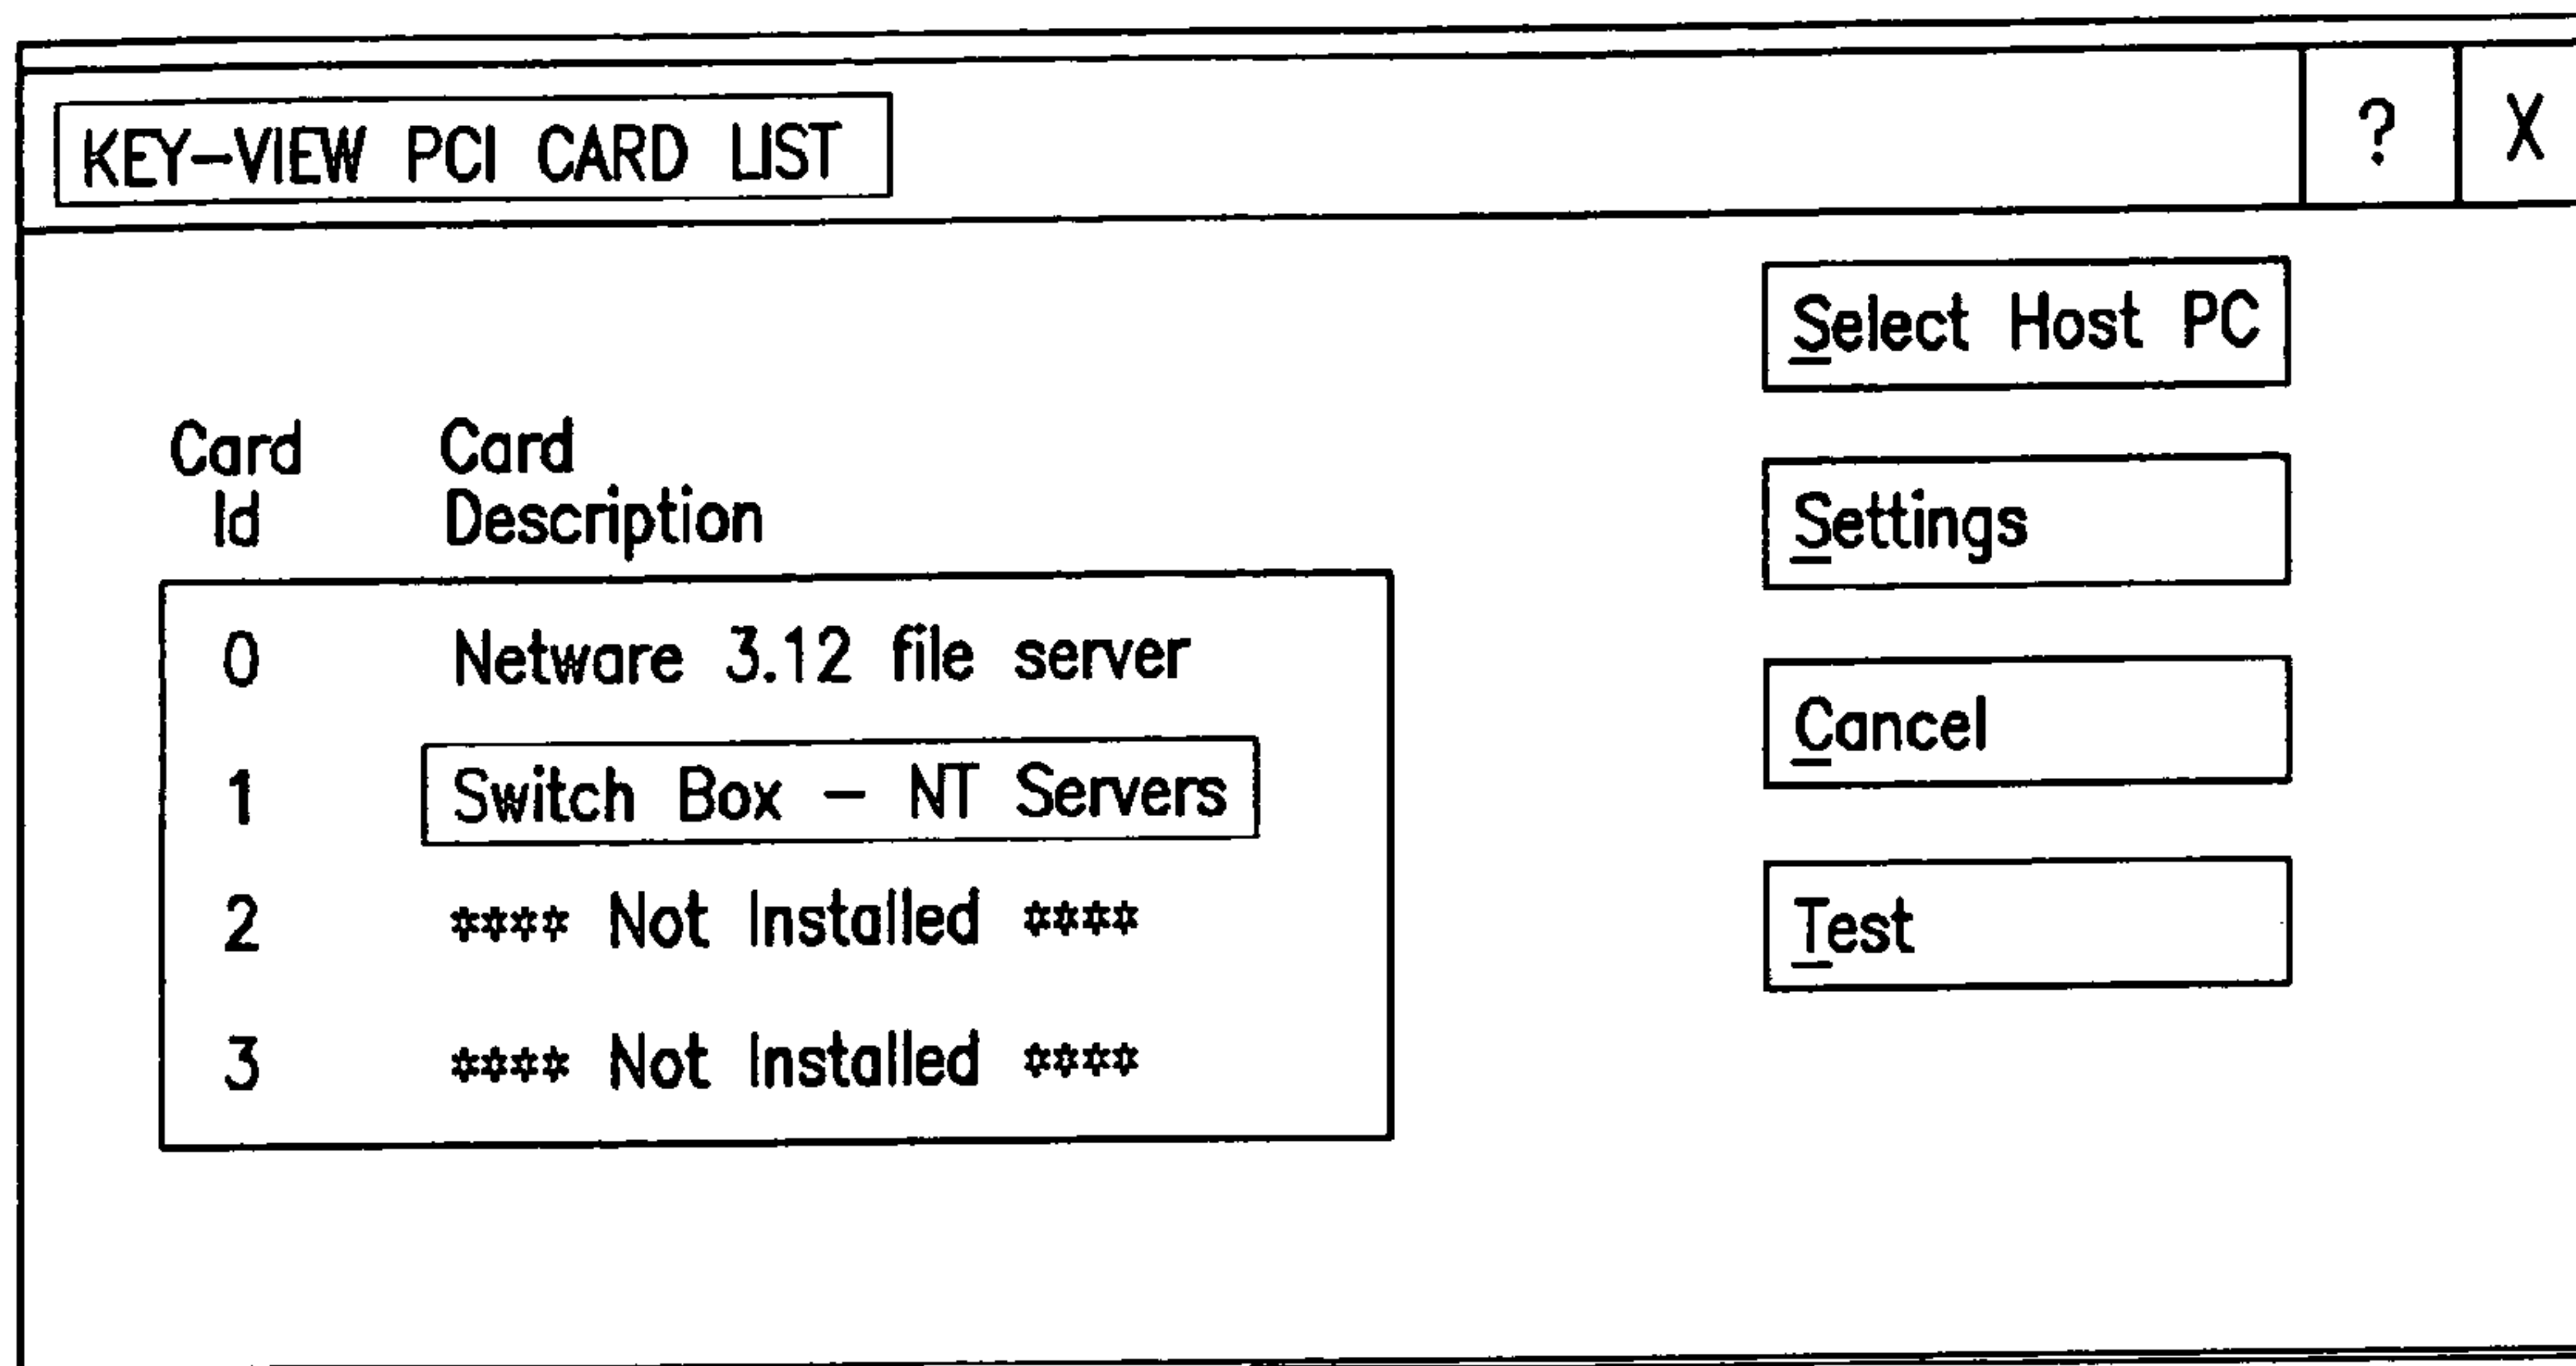 KEY-VIEW PCI CARD LIST ? X
Select Host PC
Card Card
Id Description
Settings
0 Netware 3.12 file server
1 Switch Box - NT Servers
Cancel
2 **** Not Installed ****
Test
3 **** Not Installed ****